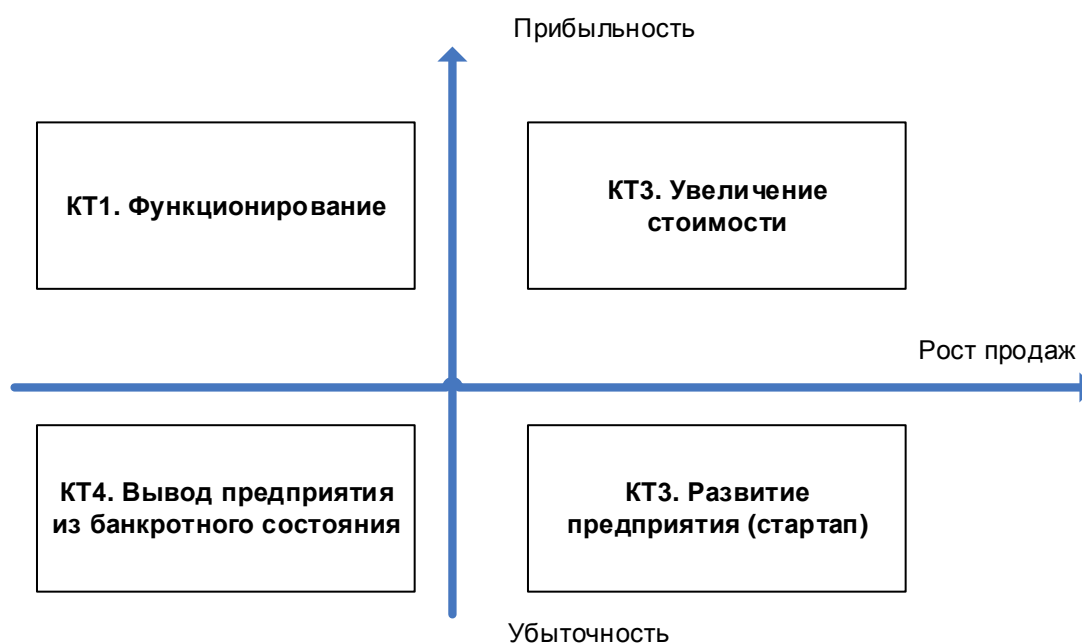 Прибыльность
КТ1. Функционирование
КТ3. Увеличение
стоимости
Рост продаж
КТ4. Вывод предприятия
из банкротного состояния
КТ3. Развитие
предприятия (стартап)
Убыточность